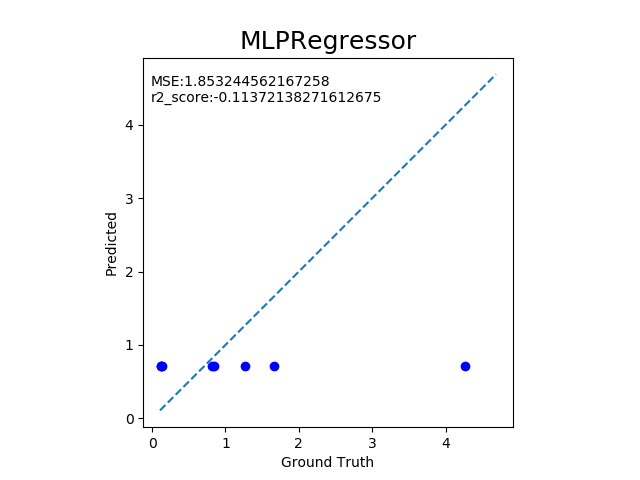 MLPRegressor
MSE:1.853244562167258
r2_score:-0.11372138271612675
4
3
2
1
0
Predicted
0 1 2 3 4
Ground Truth